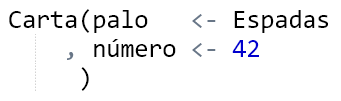 Carta(palo <- Espadas
, número <- 42
)